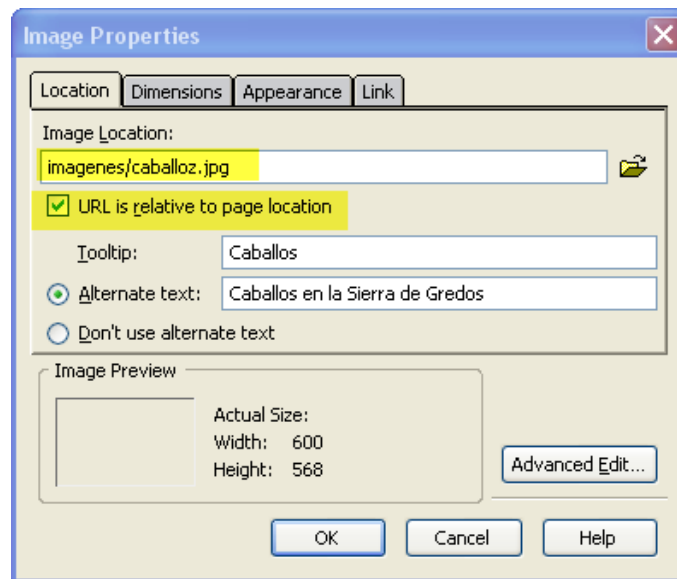 Image Properties
Location Dimensions Appearance Link
Image Location:
imagenes/caballoz.jpg
URL is relative to page location
Tooltip: Caballos
Alternate text: Caballos en la Sierra de Gredos
Don't use alternate text
Image Preview
Actual Size:
Width: 600
Height: 568
Advanced Edit...
OK Cancel Help